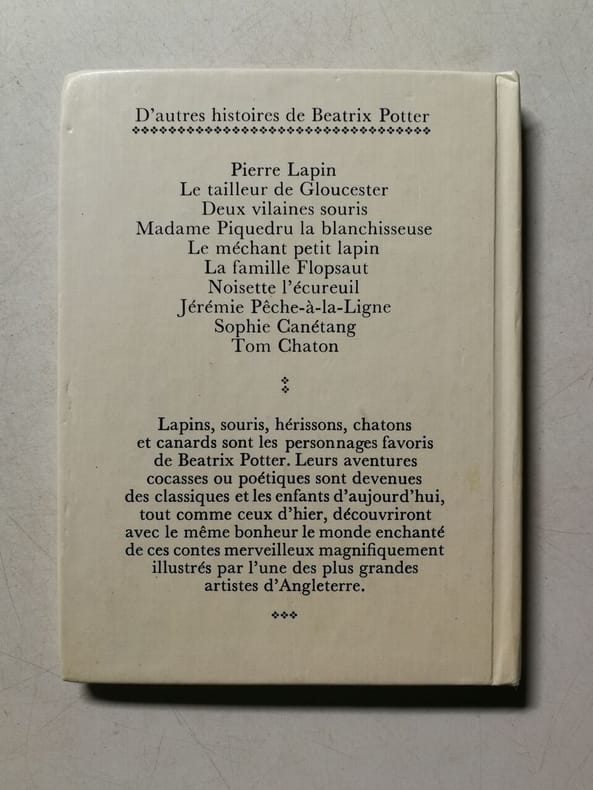 D'autres histoires de Beatrix Potter
Pierre Lapin
Le tailleur de Gloucester
Deux vilaines souris
Madame Piquedru la blanchisseuse
Le méchant petit lapin
La famille Flopsaut
Noisette l'écureuil
Jérémie Pêche-à-la-Ligne
Sophie Canétang
Tom Chaton
Lapins, souris, hérissons, chatons
et canards sont les personnages favoris
de Beatrix Potter. Leurs aventures
cocasses ou poétiques sont devenues
des classiques et les enfants d'aujourd'hui,
tout comme ceux d'hier, découvriront
avec le même bonheur le monde enchanté
de ces contes merveilleux magnifiquement
illustrés par l'une des plus grandes
artistes d'Angleterre.